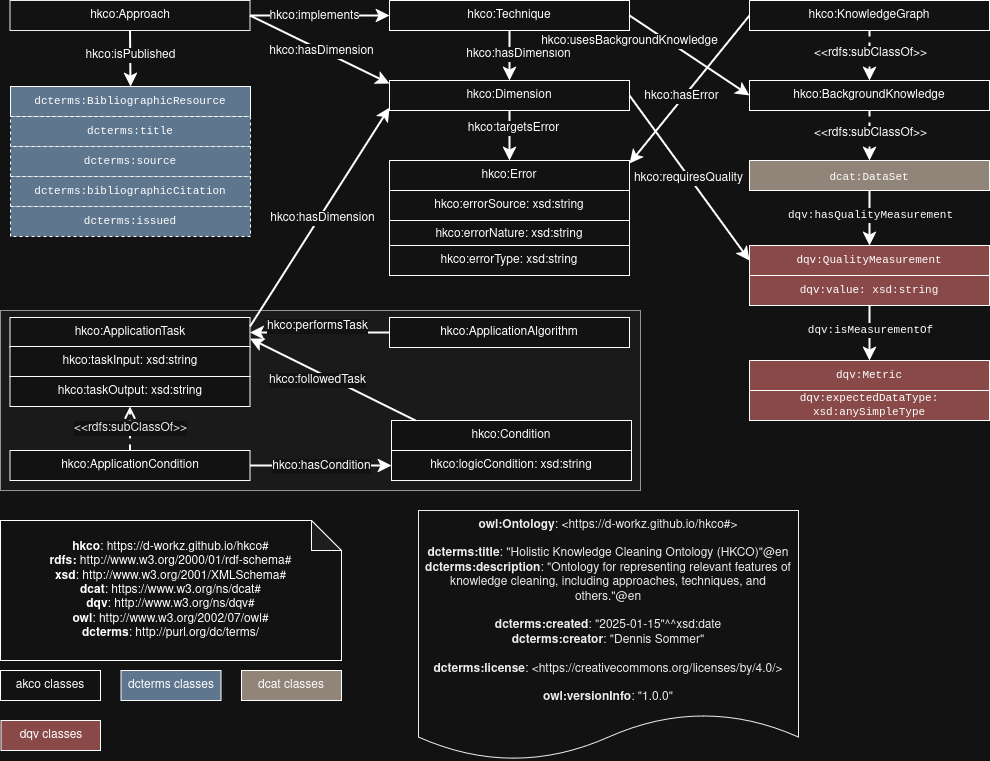 hkco:Approach
hkco:implements
hkco:Technique
hkco:KnowledgeGraph
hkco:isPublished
hkco:hasDimension
hkco:hasDimension
hkco:usesBackgroundKnowledge
<<rdfs:subClassOf>>
dcterms:BibliographicResource
dcterms:title
dcterms:source
dcterms:bibliographicCitation
dcterms:issued
hkco:Dimension
hkco:hasError
hkco:BackgroundKnowledge
hkco:targetsError
<<rdfs:subClassOf>>
hkco:Error
hkco:errorSource: xsd:string
hkco:errorNature: xsd:string
hkco:errorType: xsd:string
hkco:requiresQuality
dcat:DataSet
hkco:hasDimension
dqv:hasQualityMeasurement
dqv:QualityMeasurement
dqv:value: xsd:string
dqv:isMeasurementOf
dqv:Metric
dqv:expectedDataType:
xsd:anySimpleType
hkco:ApplicationTask
hkco:taskInput: xsd:string
hkco:taskOutput: xsd:string
hkco:performsTask
hkco:ApplicationAlgorithm
hkco:followedTask
<<rdfs:subClassOf>>
hkco:ApplicationCondition
hkco:hasCondition
hkco:Condition
hkco:logicCondition: xsd:string
hkco: https://d-workz.github.io/hkco#
rdfs: http://www.w3.org/2000/01/rdf-schema#
xsd: http://www.w3.org/2001/XMLSchema#
dcat: https://www.w3.org/ns/dcat#
dqv: http://www.w3.org/ns/dqv#
owl: http://www.w3.org/2002/07/owl#
dcterms: http://purl.org/dc/terms/
owl:Ontology: <https://d-workz.github.io/hkco#>
dcterms:title: "Holistic Knowledge Cleaning Ontology (HKCO)"@en
dcterms:description: "Ontology for representing relevant features of
knowledge cleaning, including approaches, techniques, and
others."@en
dcterms:created: "2025-01-15"^^xsd:date
dcterms:creator: "Dennis Sommer"
dcterms:license: <https://creativecommons.org/licenses/by/4.0/>
owl:versionInfo: "1.0.0"
akco classes
dcterms classes
dcat classes
dqv classes